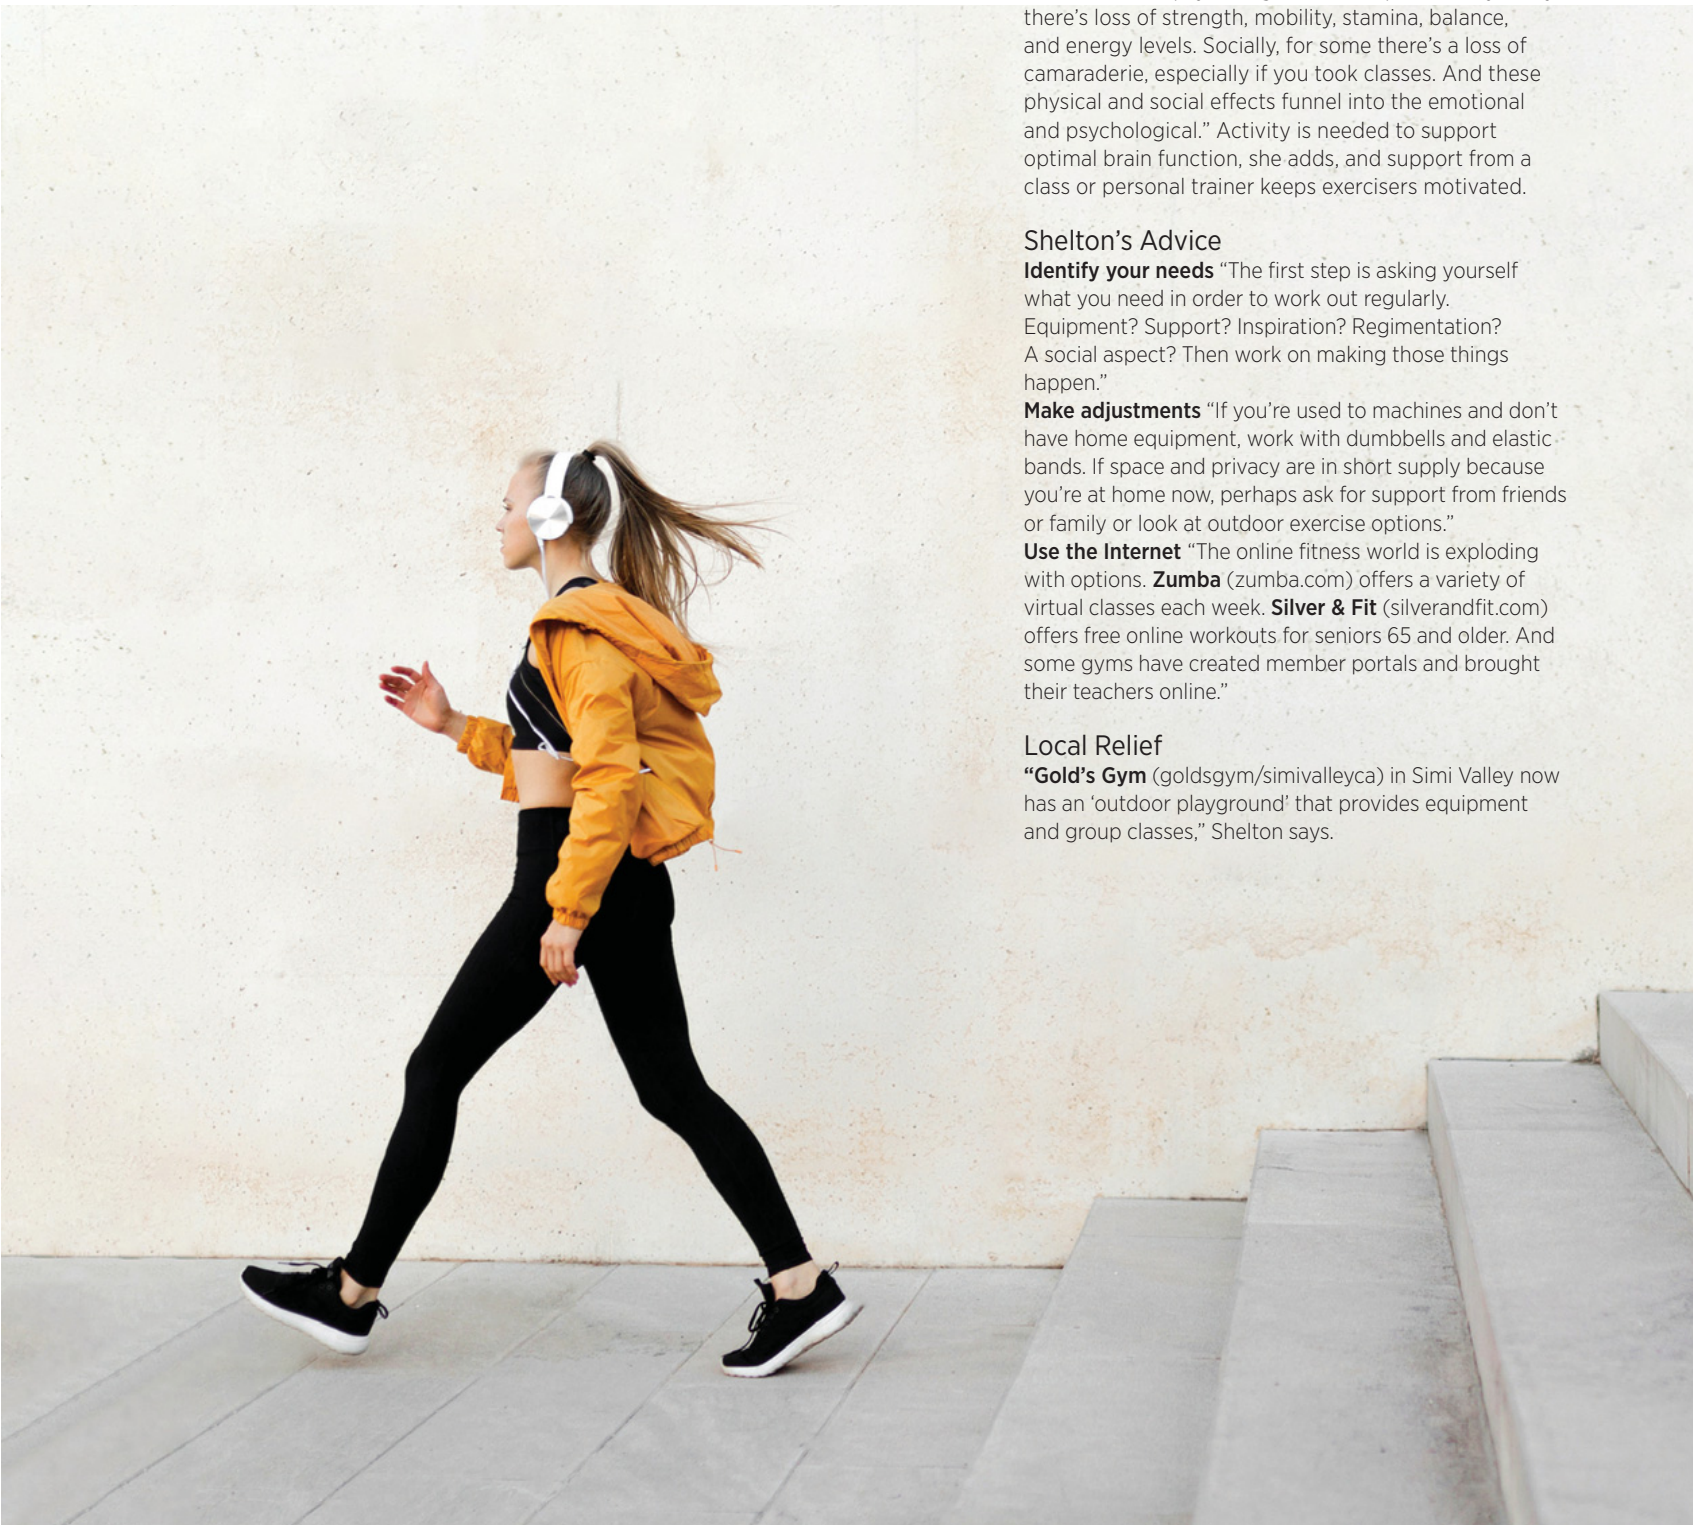 there’s loss of strength, mobility, stamina, balance,
and energy levels. Socially, for some there’s a loss of
camaraderie, especially if you took classes. And these
physical and social effects funnel into the emotional
and psychological.” Activity is needed to support
optimal brain function, she adds, and support from a
class or personal trainer keeps exercisers motivated.
Shelton’s Advice
Identify your needs “The first step is asking yourself
what you need in order to work out regularly.
Equipment? Support? Inspiration? Regimentation?
A social aspect? Then work on making those things
happen.”
Make adjustments “If you’re used to machines and don’t
have home equipment, work with dumbbells and elastic
bands. If space and privacy are in short supply because
you’re at home now, perhaps ask for support from friends
or family or look at outdoor exercise options.”
Use the Internet “The online fitness world is exploding
with options. Zumba (zumba.com) offers a variety of
virtual classes each week. Silver & Fit (silverandfit.com)
offers free online workouts for seniors 65 and older. And
some gyms have created member portals and brought
their teachers online.”
Local Relief
“Gold’s Gym (goldsgym/simivalleyca) in Simi Valley now
has an ‘outdoor playground’ that provides equipment
and group classes,” Shelton says.